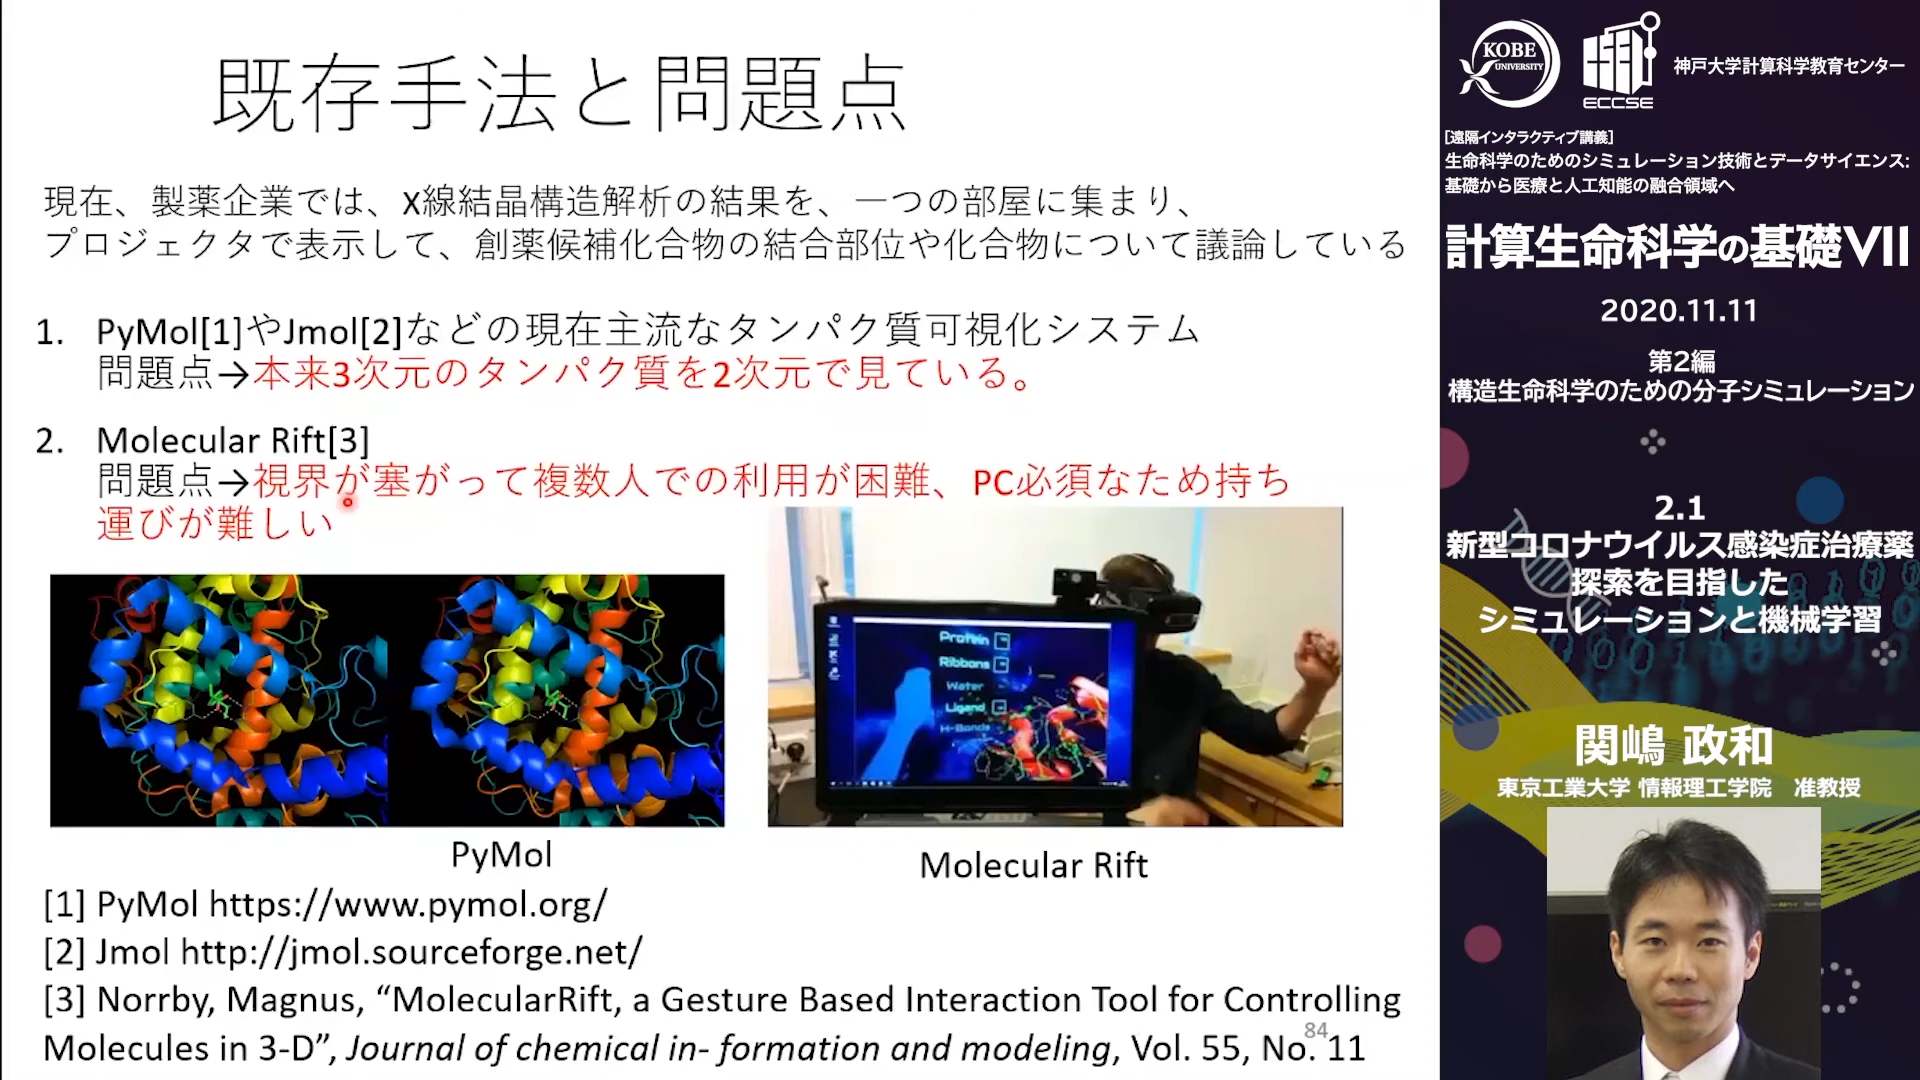 既存手法と問題点
現在、製薬企業では、X線結晶構造解析の結果を、一つの部屋に集まり、
プロジェクタで表示して、創薬候補化合物の結合部位や化合物について議論している
1. PyMol[1]やJmol[2]などの現在主流なタンパク質可視化システム
問題点→本来3次元のタンパク質を2次元で見ている。
2. Molecular Rift[3]
問題点→視界が塞がって複数人での利用が困難、PC必須なため持ち
運びが難しい
Protein
Ribbons
Water
Ligand
H-Bonds
PyMol
Molecular Rift
[1] PyMol https://www.pymol.org/
[2] Jmol http://jmol.sourceforge.net/
[3] Norrby, Magnus, “MolecularRift, a Gesture Based Interaction Tool for Controlling
Molecules in 3-D”, Journal of chemical in- formation and modeling, Vol. 55, No. 11
84
KOBE
UNIVERSITY
ECCSE
神戸大学計算科学教育センター
[遠隔インタラクティブ講義]
生命科学のためのシミュレーション技術とデータサイエンス:
基礎から医療と人工知能の融合領域へ
計算生命科学の基礎VII
2020.11.11
第2編
構造生命科学のための分子シミュレーション
2.1
新型コロナウイルス感染症治療薬
探索を目指した
シミュレーションと機械学習
関嶋 政和
東京工業大学 情報理工学院 准教授